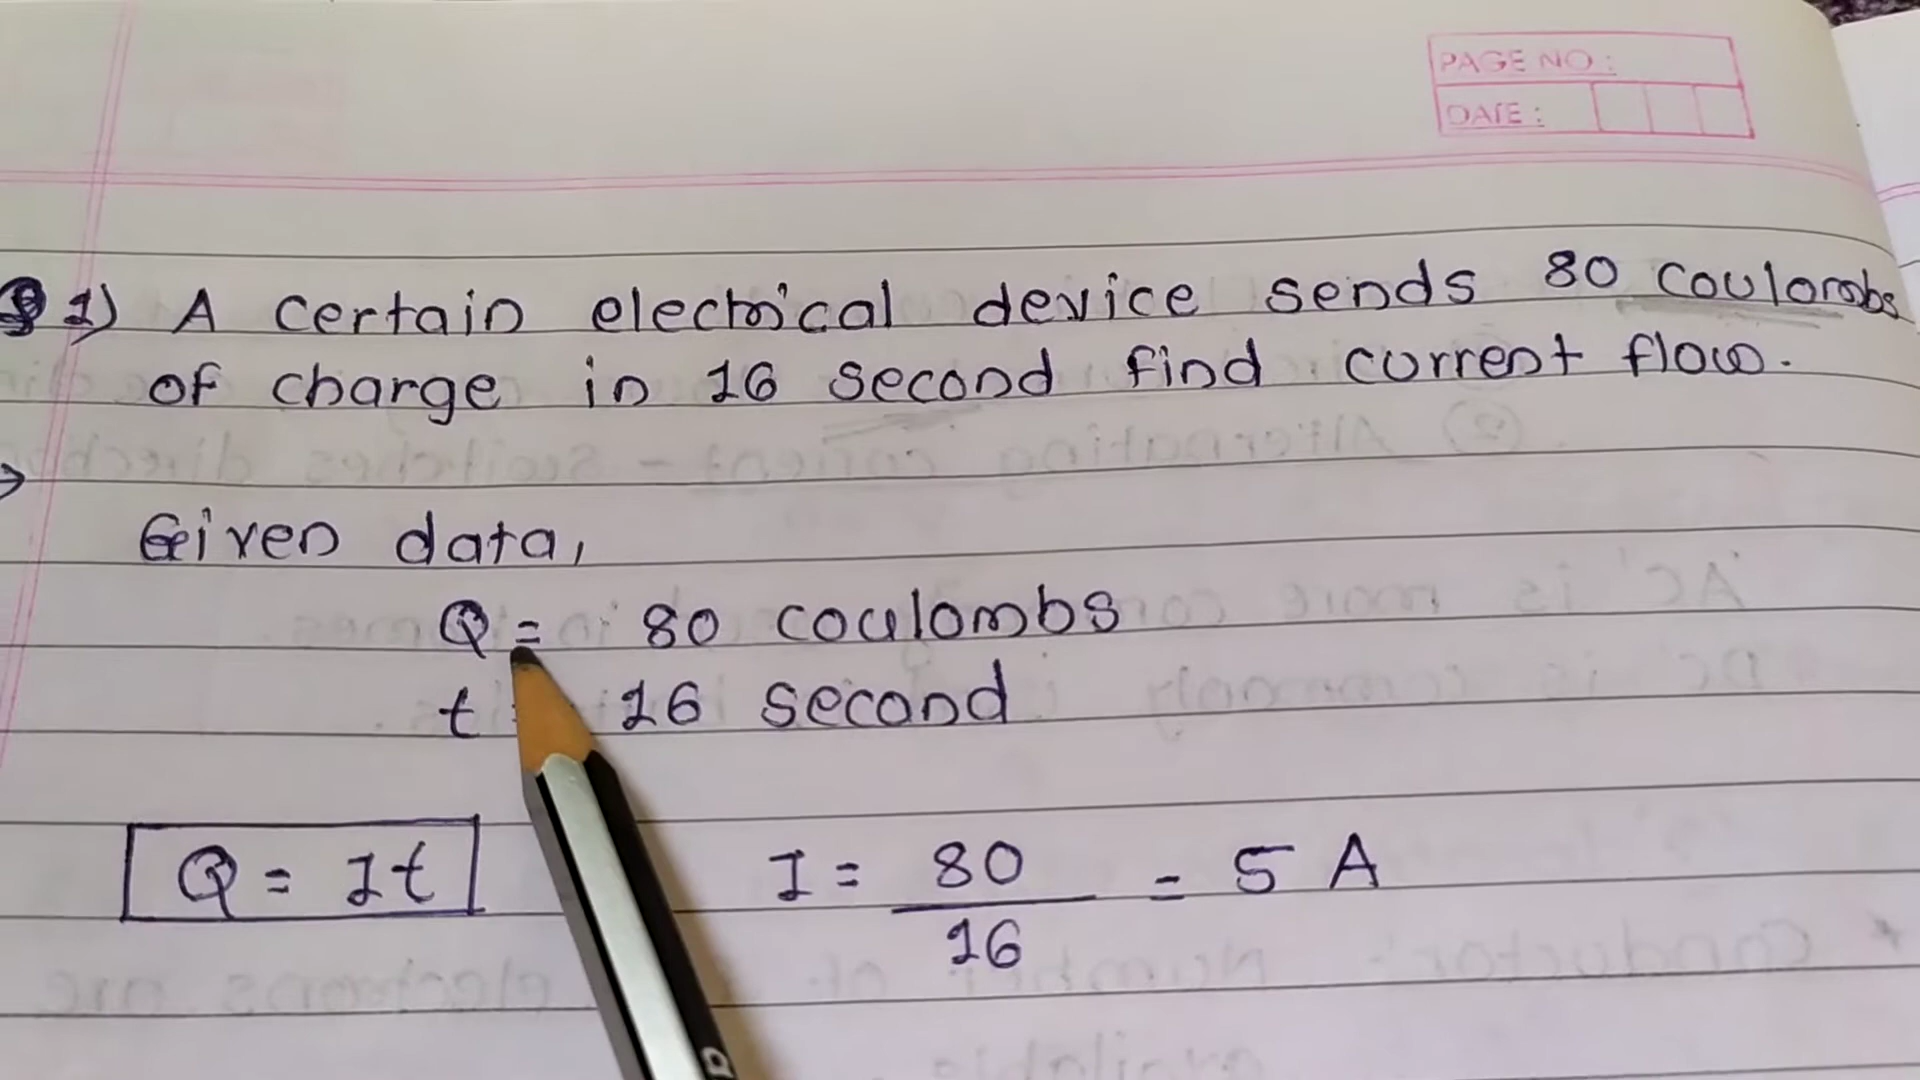 PAGE NO :
DATE :
1) A certain electrical device sends 80 coulombs
of charge in 16 second find current flow.
→
Given data,
Q = 80 coulombs
t 16 second
Q = It I = 80/16 = 5 A